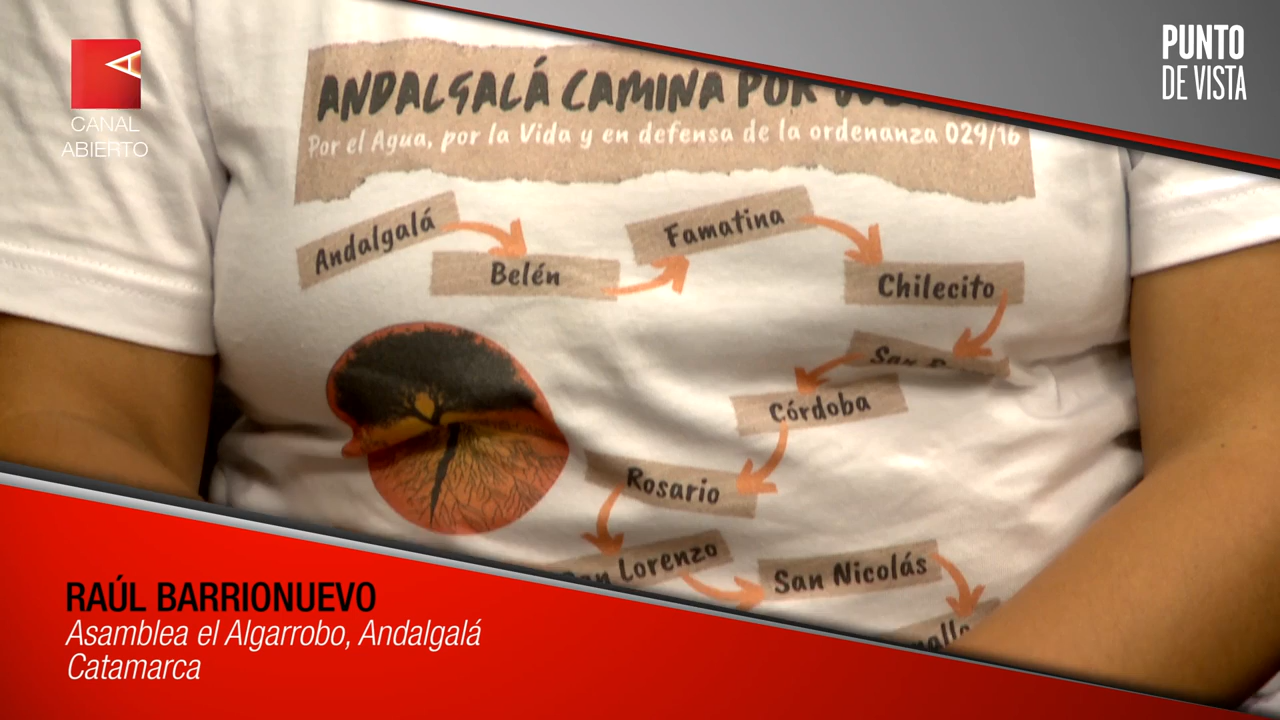 CANAL
ABIERTO
PUNTO
DE VISTA
ANDALGALÁ CAMINA POR
Por el Agua, por la Vida y en defensa de la ordenanza 029/16
Andalgalá
Belén
Famatina
Chilecito
San
Córdoba
Rosario
Lorenzo
San Nicolás
RAÚL BARRIONUEVO
Asamblea el Algarrobo, Andalgalá
Catamarca